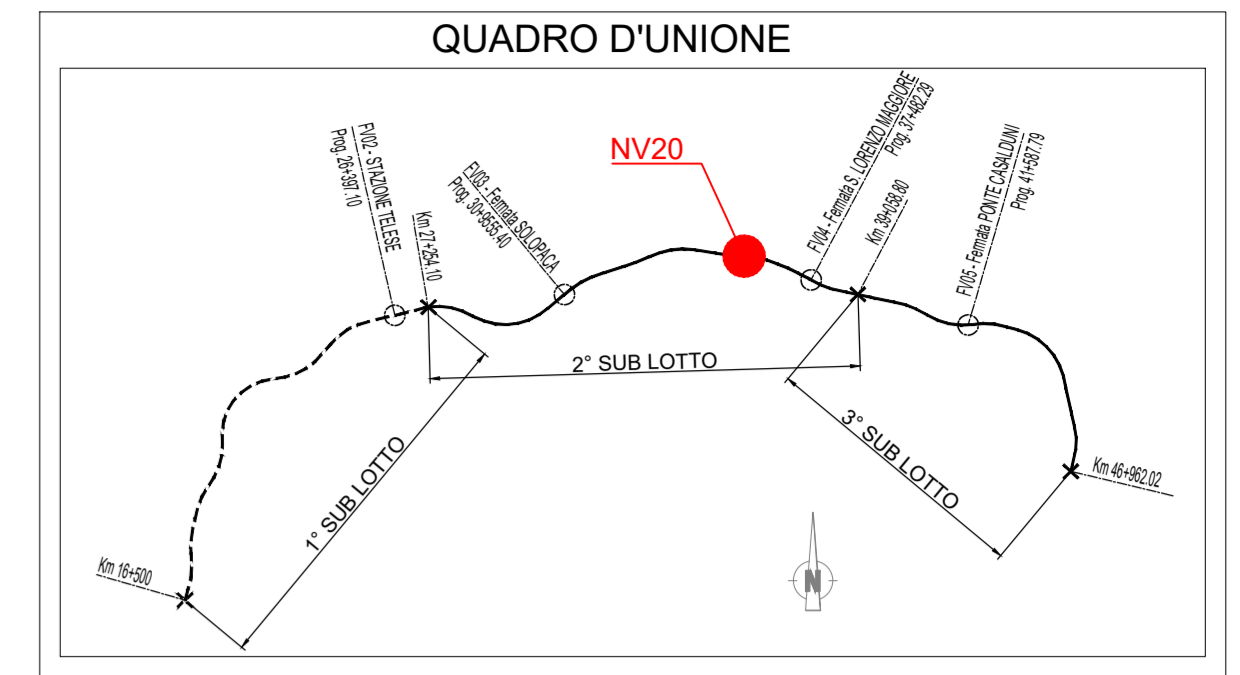 QUADRO D'UNIONE
FV02 - STAZIONE TELESE
Prog. 26+397.10
Km 27+254.10
FV03 - Fermata SOLOPACA
Prog. 30+9555.40
NV20
FV04 - Fermata S. LORENZO MAGGIORE
Prog. 37+482.29
Km 39+058.80
FV05 - Fermata PONTE CASALDUNI
Prog. 41+587.79
2° SUB LOTTO
1° SUB LOTTO
3° SUB LOTTO
Km 46+962.02
Km 16+500
N